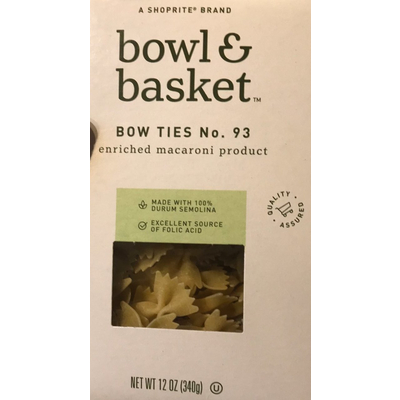 A SHOPRITE® BRAND
bowl &
basket™
BOW TIES No. 93
enriched macaroni product
MADE WITH 100%
DURUM SEMOLINA
EXCELLENT SOURCE
OF FOLIC ACID
QUALITY • ASSURED •
NET WT 12 OZ (340g) U